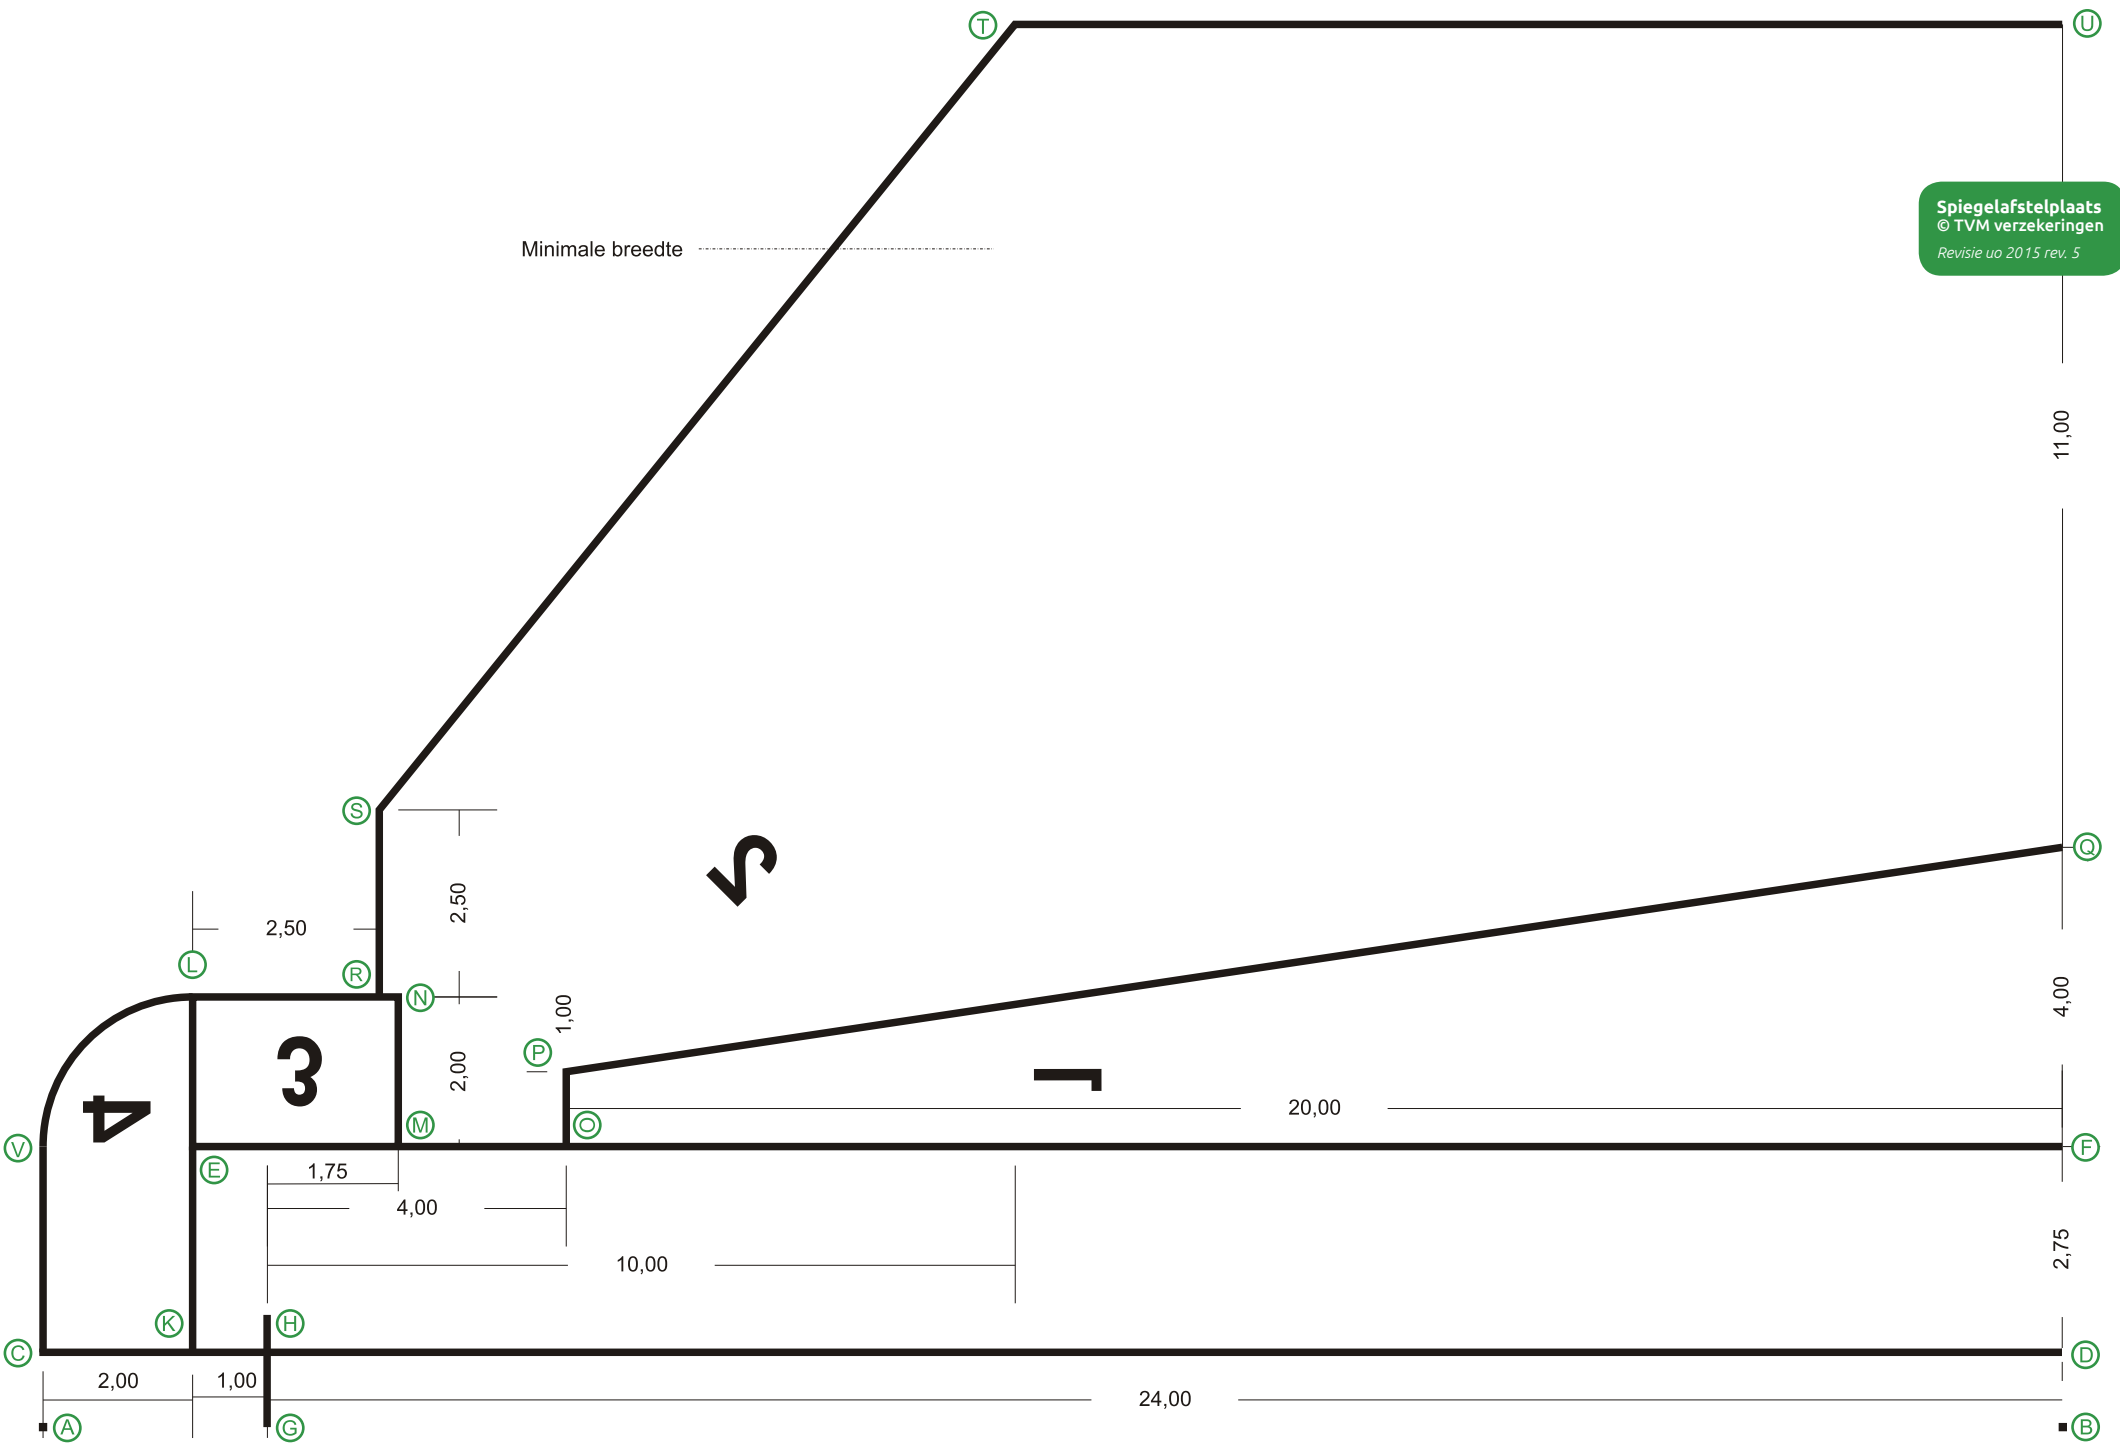 T
U
Spiegelafstelplaats
© TVM verzekeringen
Revisie uo 2015 rev. 5
Minimale breedte
11,00
S
2
Q
2,50
2,50
L
R
N
1,00
4,00
P
3
2,00
1
4
20,00
M
O
V
F
E
1,75
4,00
2,75
10,00
K
H
C
D
2,00
1,00
24,00
A
G
B